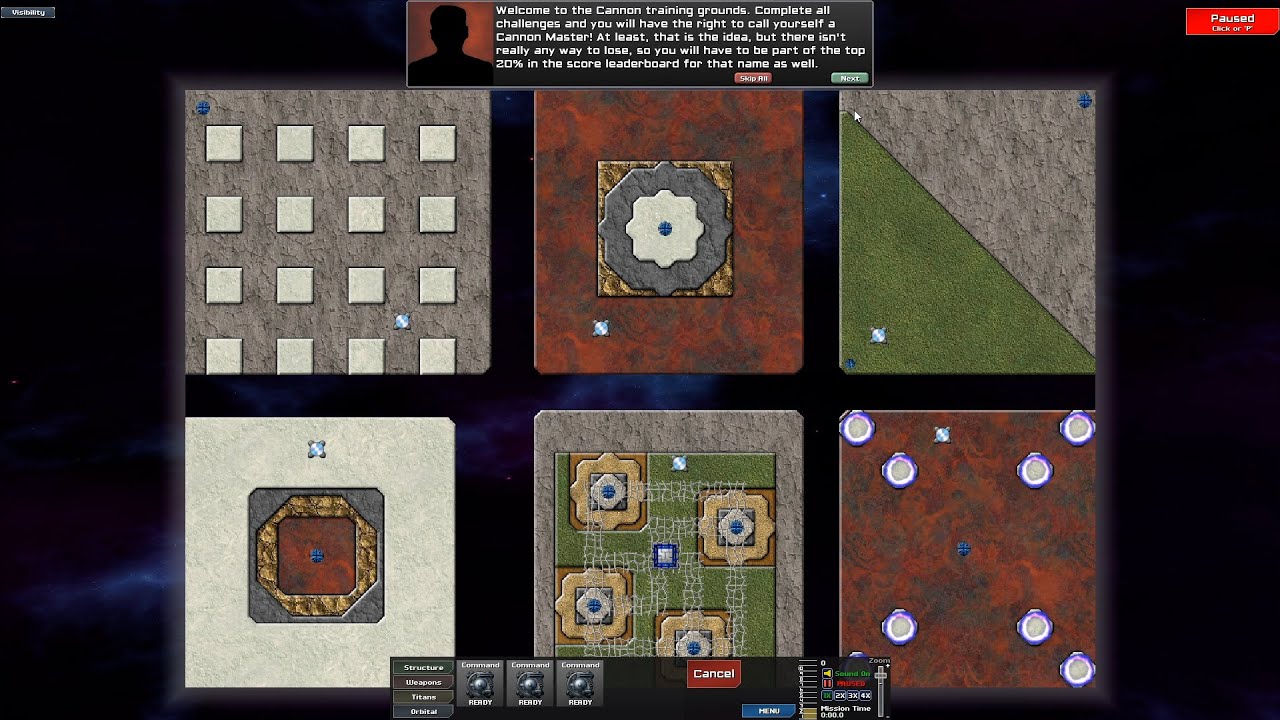 Visibility
Welcome to the Cannon training grounds. Complete all
challenges and you will have the right to call yourself a
Cannon Master! At least, that is the idea, but there isn't
really any way to lose, so you will have to be part of the top
20% in the score leaderboard for that name as well.
Skip All
Next
Paused
Click or 'P'
Structure
Weapons
Titans
Orbital
Command
READY
Command
READY
Command
READY
Cancel
MENU
0
Zoom
Sound On
PAUSED
1X 2X 3X 4X
Mission Time
0:00.0